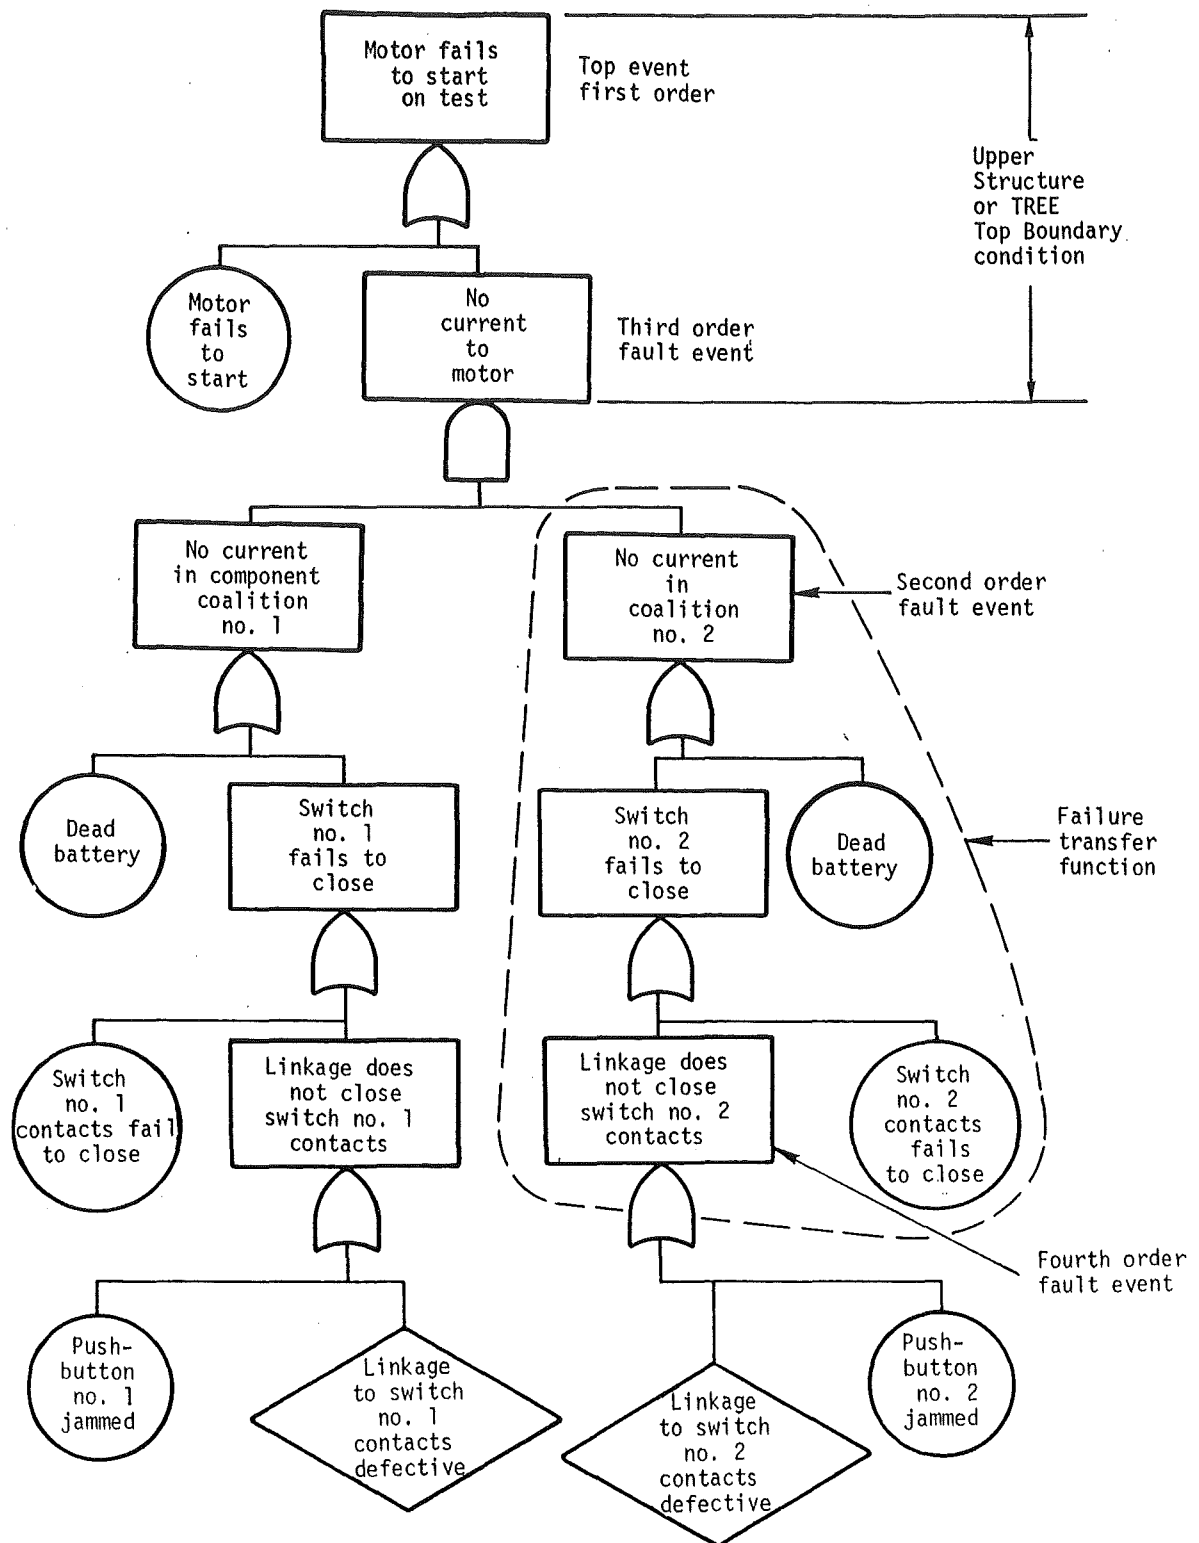 Motor fails
to start
on test
Top event
first order
Upper
Structure
or TREE
Top Boundary
condition
Motor
fails
to
start
No
current
to
motor
Third order
fault event
No current
in component
coalition
no. 1
No current
in
coalition
no. 2
Second order
fault event
Dead
battery
Switch
no. 1
fails to
close
Switch
no. 2
fails to
close
Dead
battery
Failure
transfer
function
Switch
no. 1
contacts fail
to close
Linkage does
not close
switch no. 1
contacts
Linkage does
not close
switch no. 2
contacts
Switch
no. 2
contacts
fails
to close
Fourth order
fault event
Push-
button
no. 1
jammed
Linkage
to switch
no. 1
contacts
defective
Linkage
to switch
no. 2
contacts
defective
Push-
button
no. 2
jammed